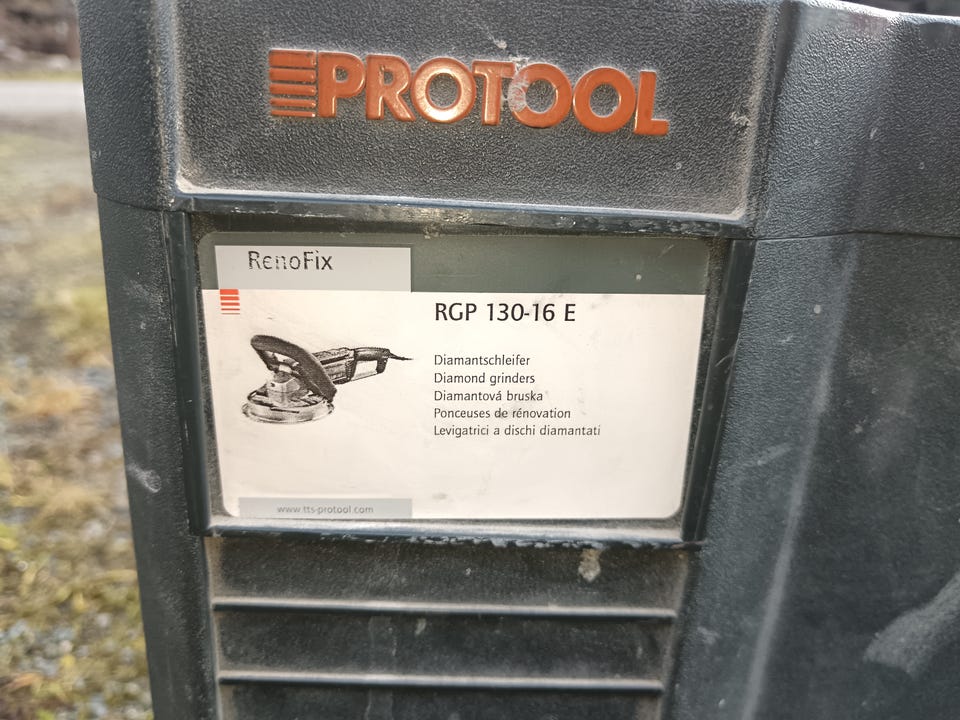 PROTOOL
RenoFix
RGP 130-16 E
Diamantschleifer
Diamond grinders
Diamantová bruska
Ponceuses de rénovation
Levigatrici a dischi diamantati
www.tts-protool.com